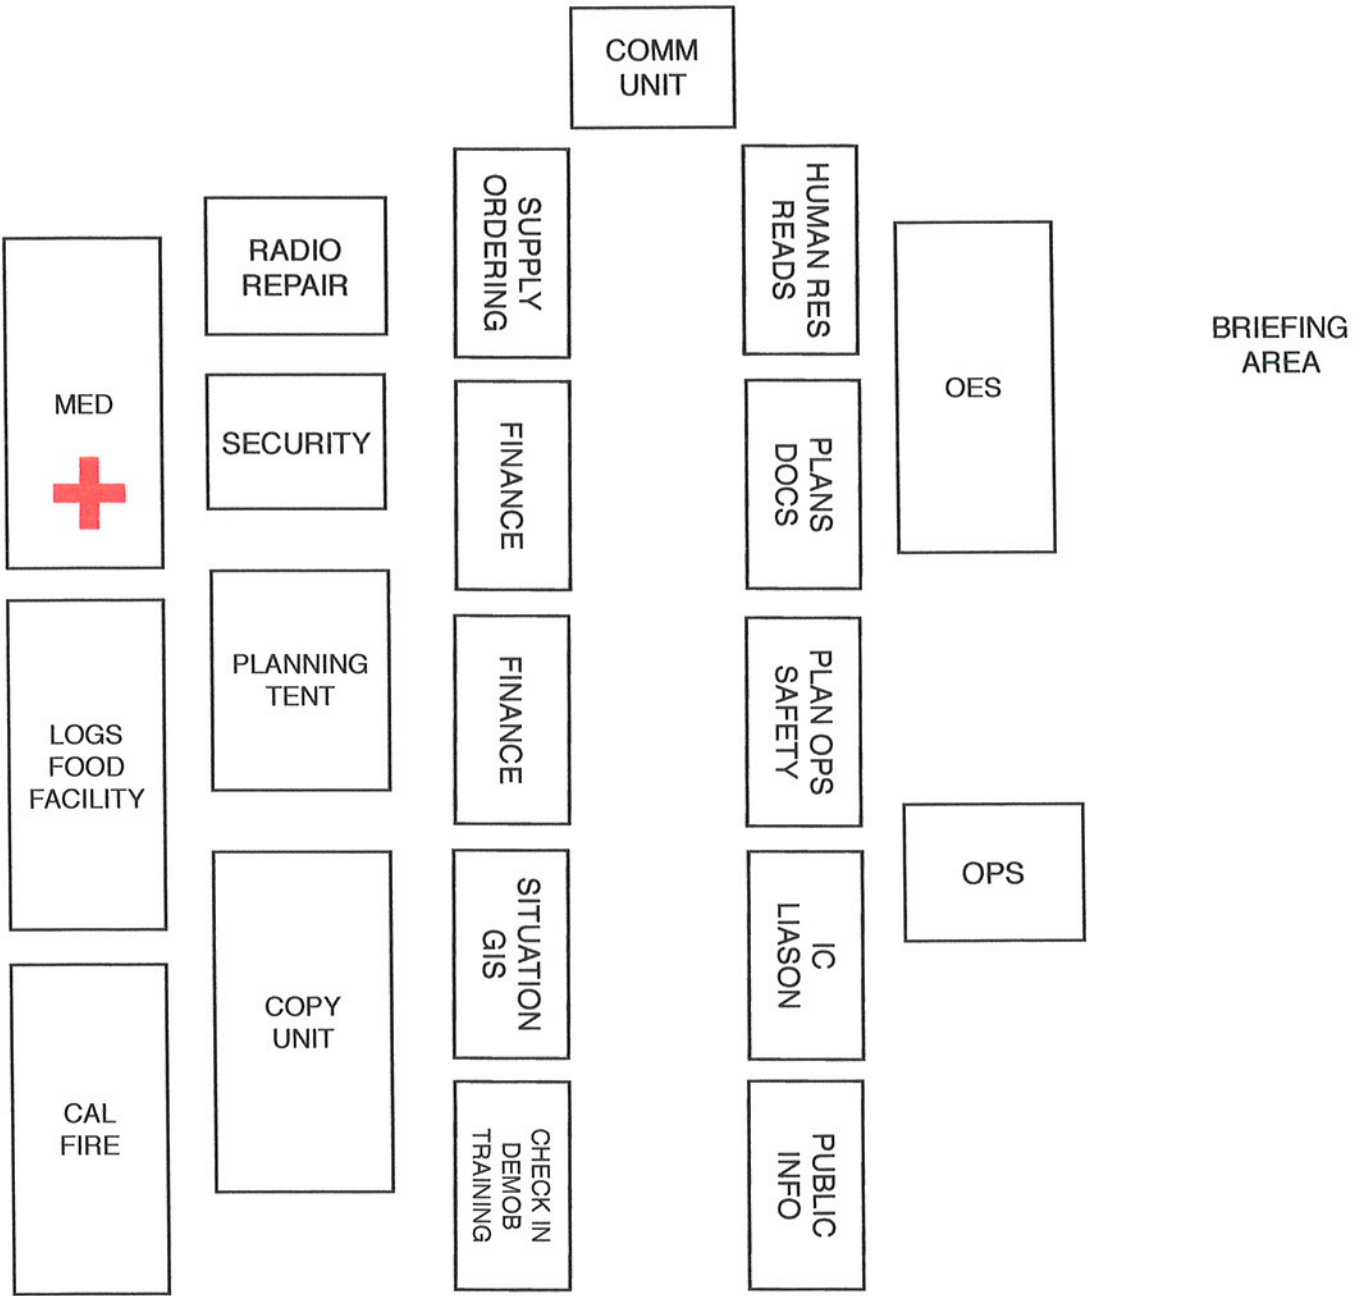 COMM
UNIT
SUPPLY
ORDERING
HUMAN RES
READS
RADIO
REPAIR
OES
BRIEFING
AREA
MED
SECURITY
FINANCE
PLANS
DOCS
PLANNING
TENT
FINANCE
PLAN OPS
SAFETY
LOGS
FOOD
FACILITY
OPS
SITUATION
GIS
IC
LIASON
COPY
UNIT
CAL
FIRE
CHECK IN
DEMOB
TRAINING
PUBLIC
INFO